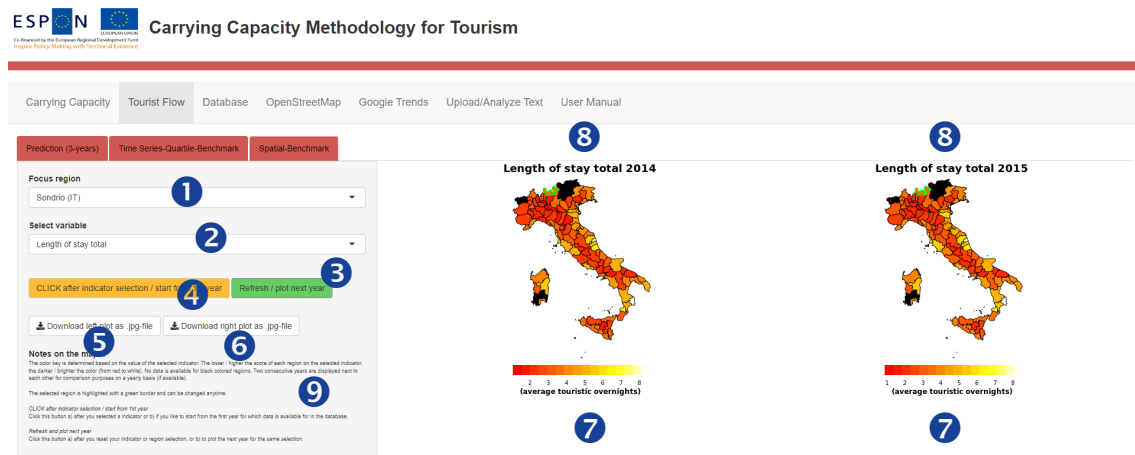 ESP N
EUROPEAN UNION
Co-financed by the European Regional Development Fund
Inspire Policy Making with Territorial Evidence
Carrying Capacity Methodology for Tourism
Carrying Capacity Tourist Flow Database OpenStreetMap Google Trends Upload/Analyze Text User Manual
8 8
Prediction (3-years) Time Series-Quartile-Benchmark Spatial-Benchmark
Length of stay total 2014 Length of stay total 2015
Focus region
1
Sondrio (IT)
Select variable
2
Length of stay total
3
CLICK after indicator selection / start from year Refresh / plot next year
4
Download left plot as .jpg-file Download right plot as .jpg-file
5 6
Notes on the map
The color key is determined based on the value of the selected indicator. The lower / higher the score of each region on the selected indicator,
the darker / brighter the color (from red to white). No data is available for black colored regions. Two consecutive years are displayed next to
each other for comparison purposes on a yearly basis (if available).
9
The selected region is highlighted with a green border and can be changed anytime.
CLICK after indicator selection / start from 1st year
Click this button a) after you selected a indicator or b) if you like to start from the first year for which data is available for in the database.
Refresh and plot next year
Click this button a) after you reset your indicator or region selection, or b) to plot the next year for the same selection.
2 3 4 5 6 7 8
(average touristic overnights)
7
1 2 3 4 5 6 7 8
(average touristic overnights)
7